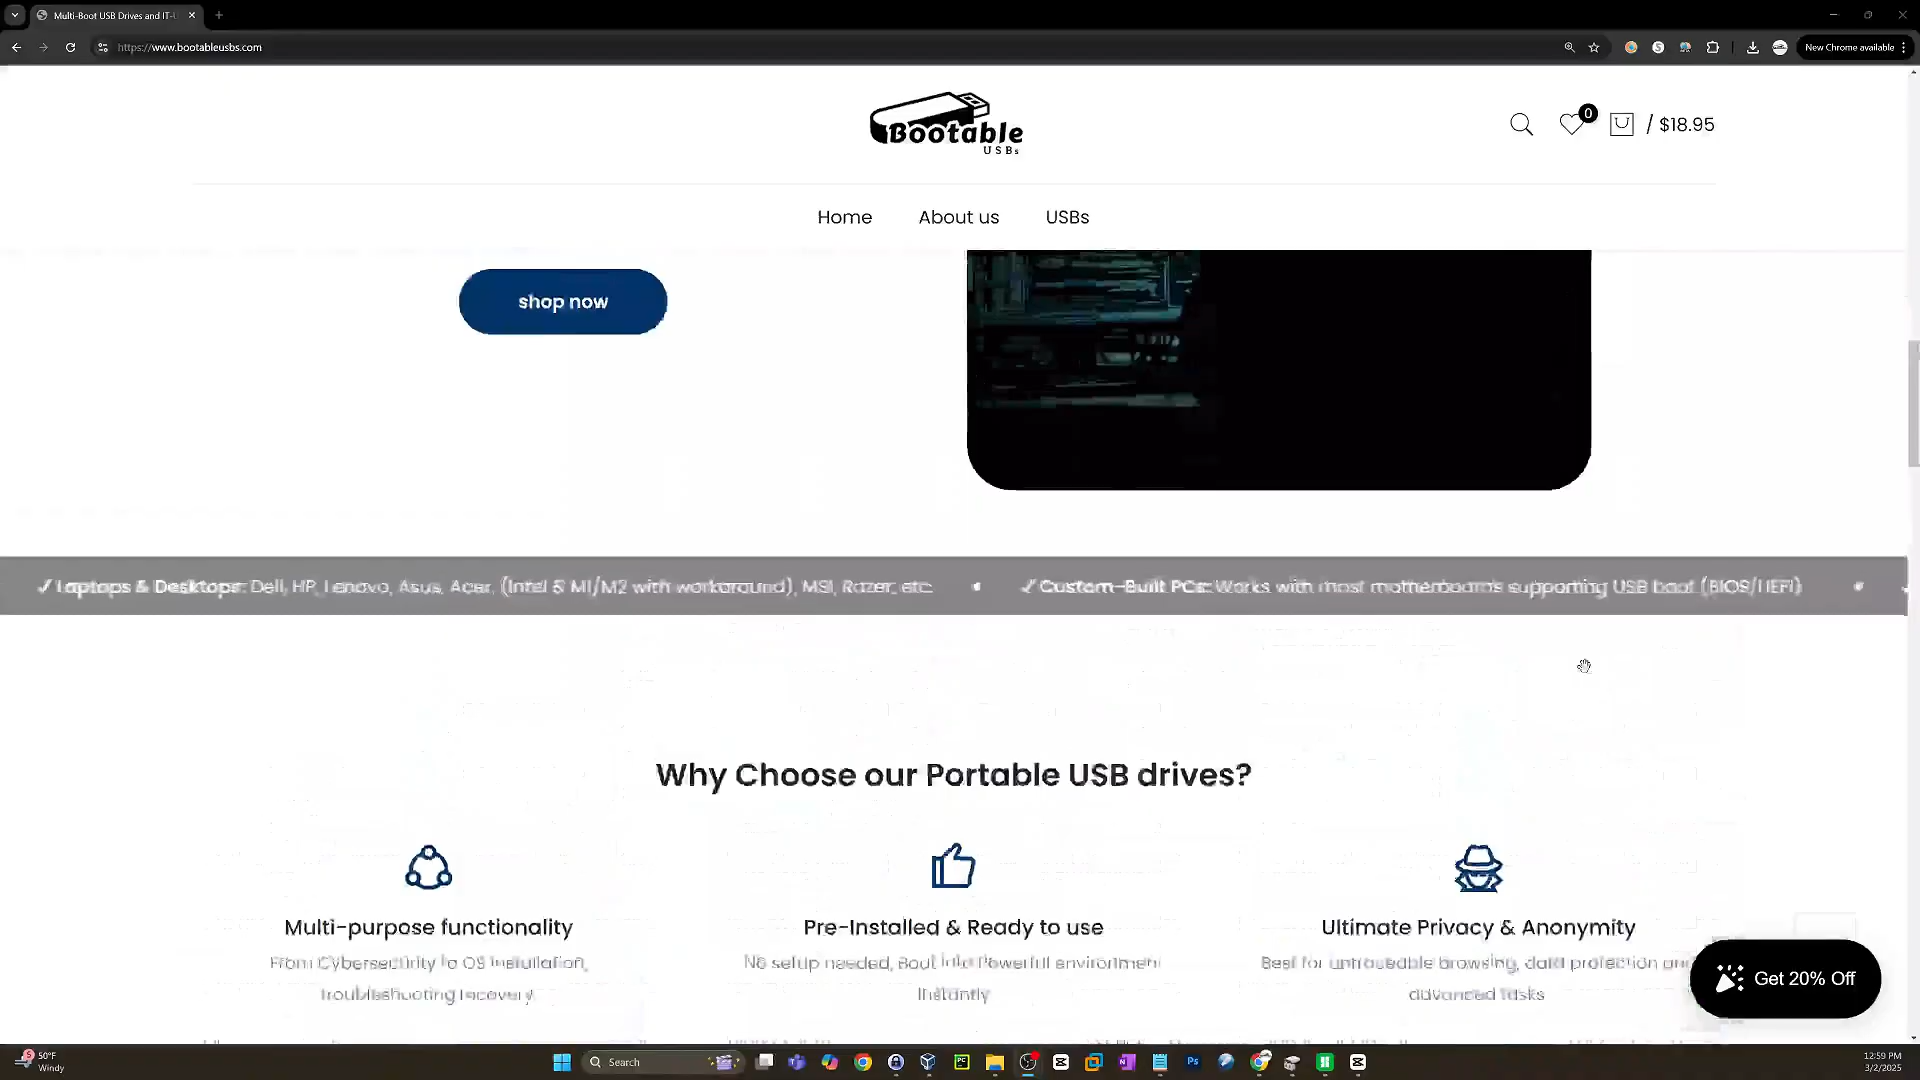 Multi-Boot USB Drives and IT-U
https://www.bootableusbs.com
New Chrome available
Bootable
USBs
0
/ $18.95
Home
About us
USBs
shop now
✓ Laptops & Desktops: Dell, HP, Lenovo, Asus, Acer, (Intel & M1/M2 with workaround), MSI, Razer, etc.
✓ Custom-Built PCs: Works with most motherboards supporting USB boot (BIOS/UEFI)
Why Choose our Portable USB drives?
Multi-purpose functionality
From Cybersecurity to OS installation,
troubleshooting recovery
Pre-Installed & Ready to use
No setup needed, Boot into Powerful environment
Instantly
Ultimate Privacy & Anonymity
Best for untraceable browsing, data protection and
advanced Tasks
Get 20% Off
50°F
Windy
Search
12:59 PM
3/2/2025